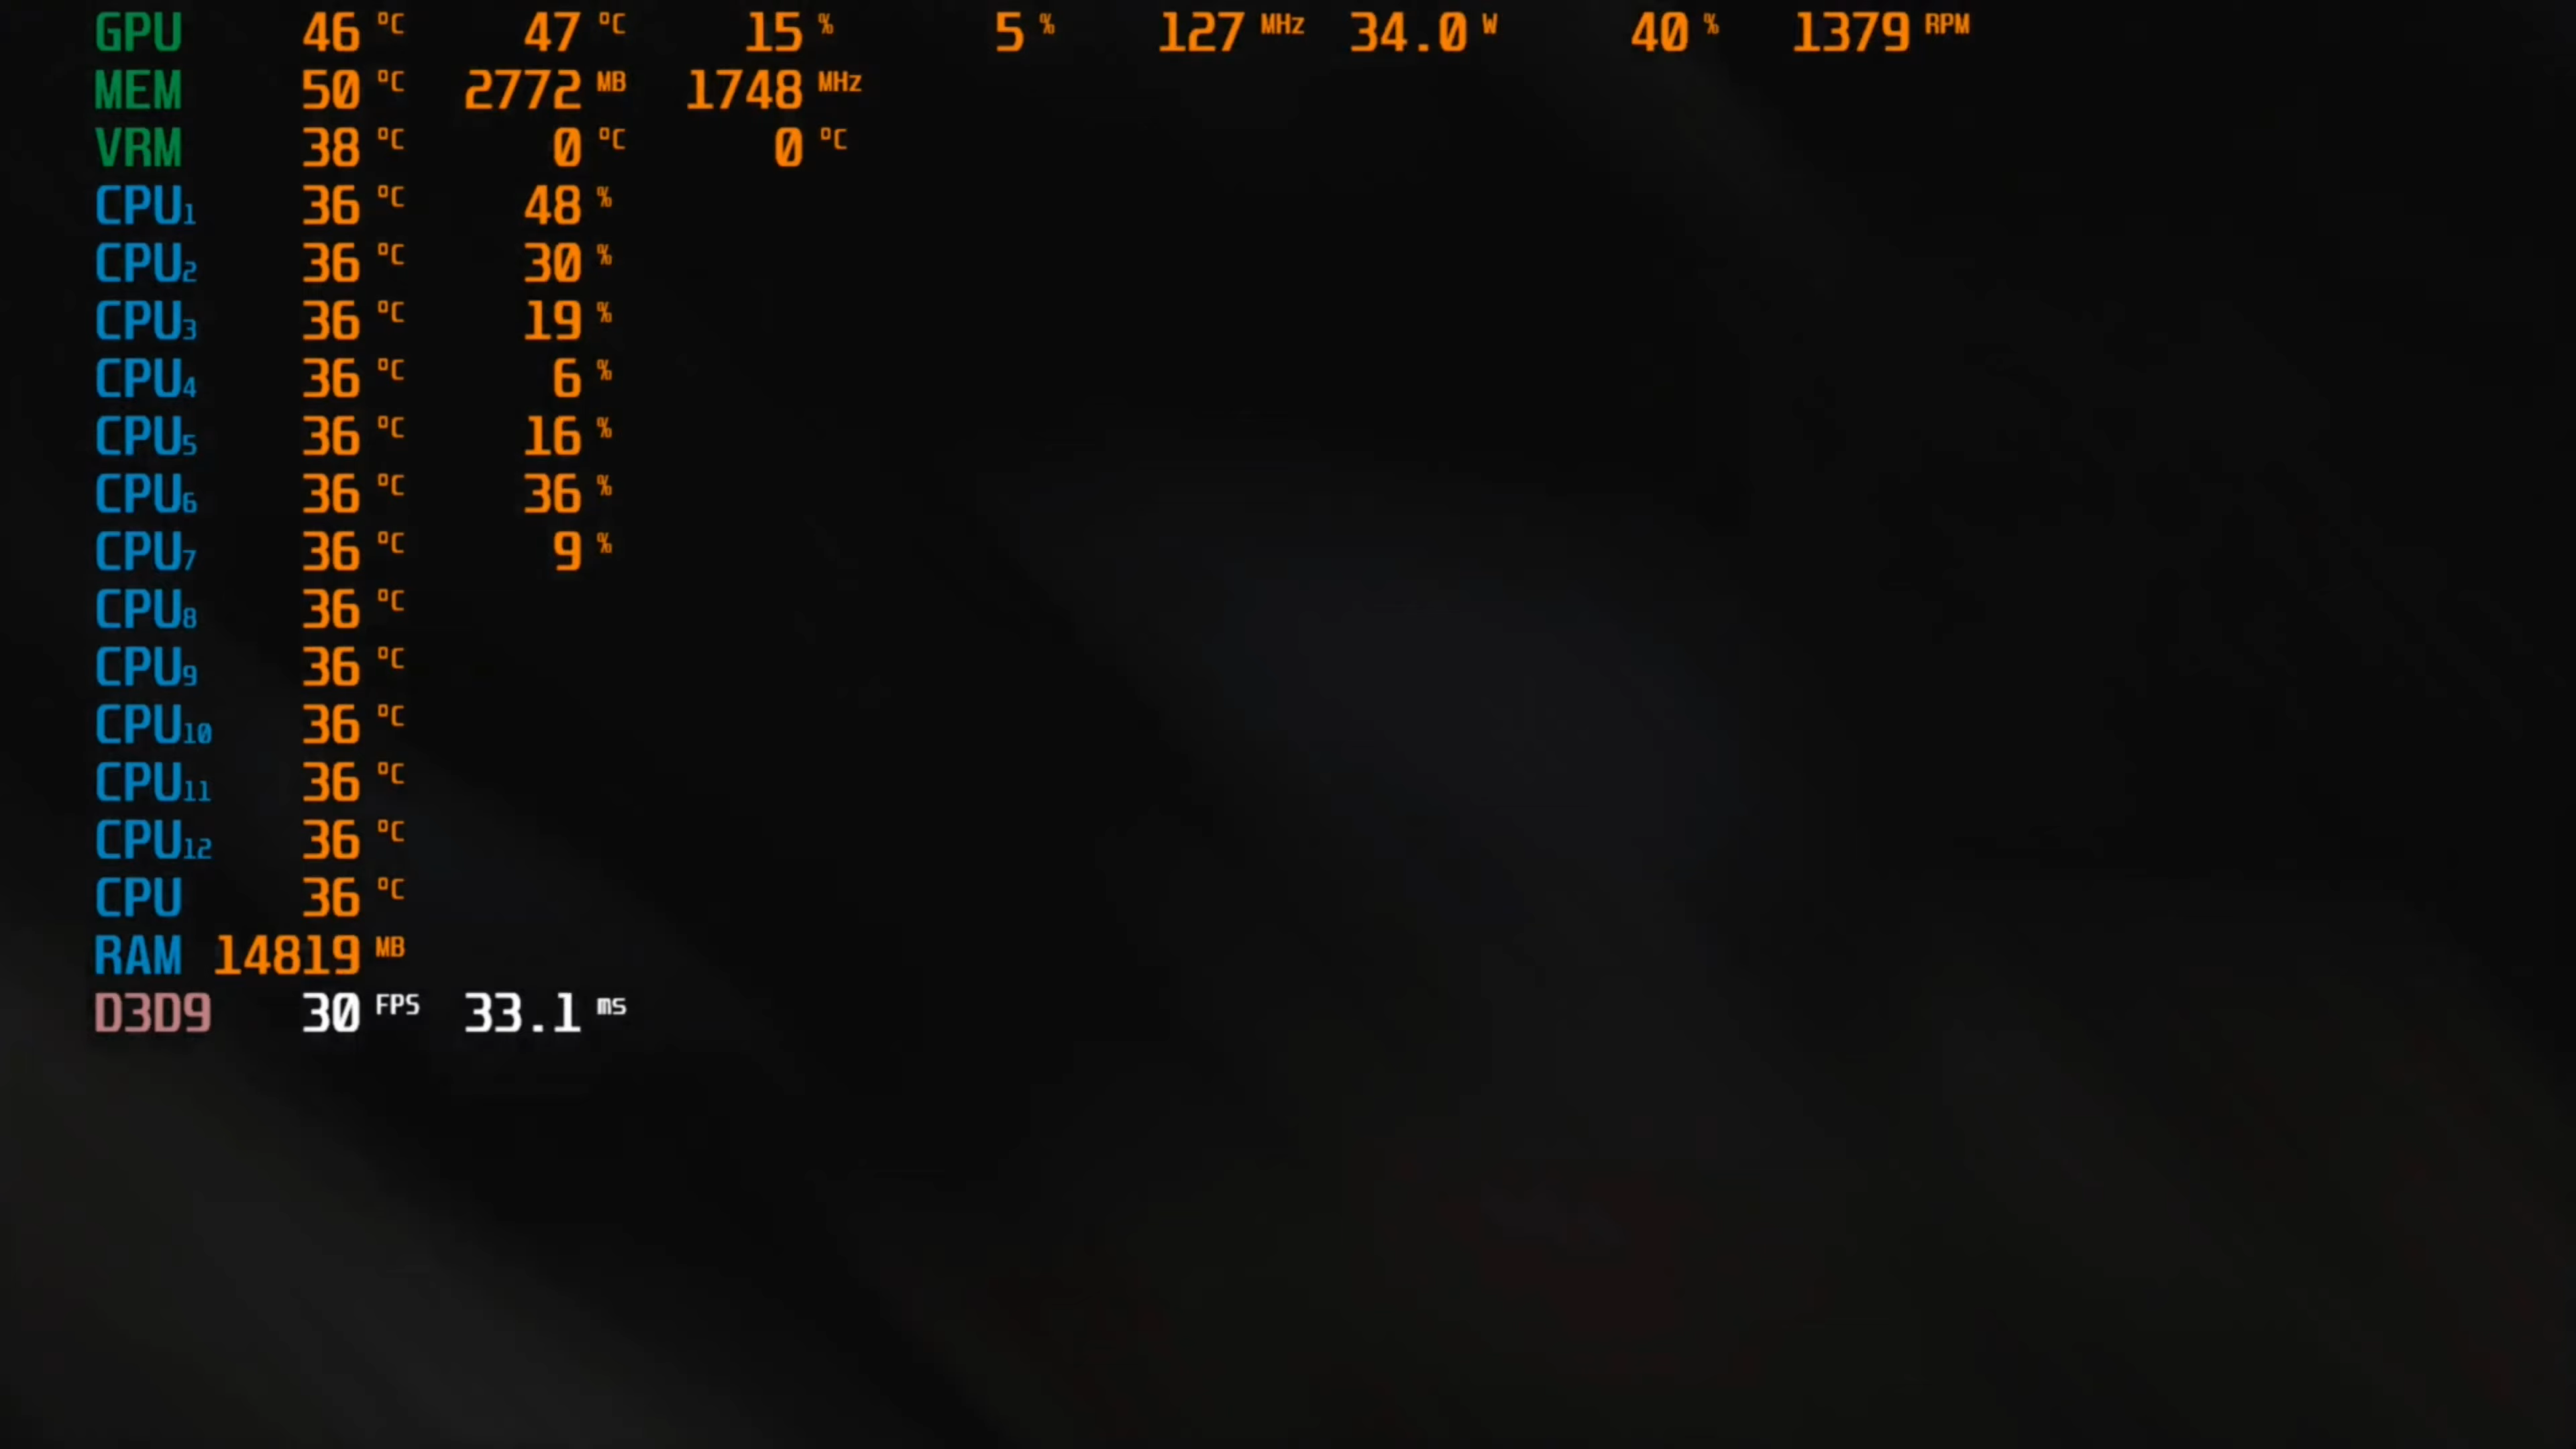 GPU 46 °C 47 °C 15 % 5 % 127 MHz 34.0 W 40 % 1379 RPM
MEM 50 °C 2772 MB 1748 MHz
VRM 38 °C 0 °C 0 °C
CPU1 36 °C 48 %
CPU2 36 °C 30 %
CPU3 36 °C 19 %
CPU4 36 °C 6 %
CPU5 36 °C 16 %
CPU6 36 °C 36 %
CPU7 36 °C 9 %
CPU8 36 °C
CPU9 36 °C
CPU10 36 °C
CPU11 36 °C
CPU12 36 °C
CPU 36 °C
RAM 14819 MB
D3D9 30 FPS 33.1 ms